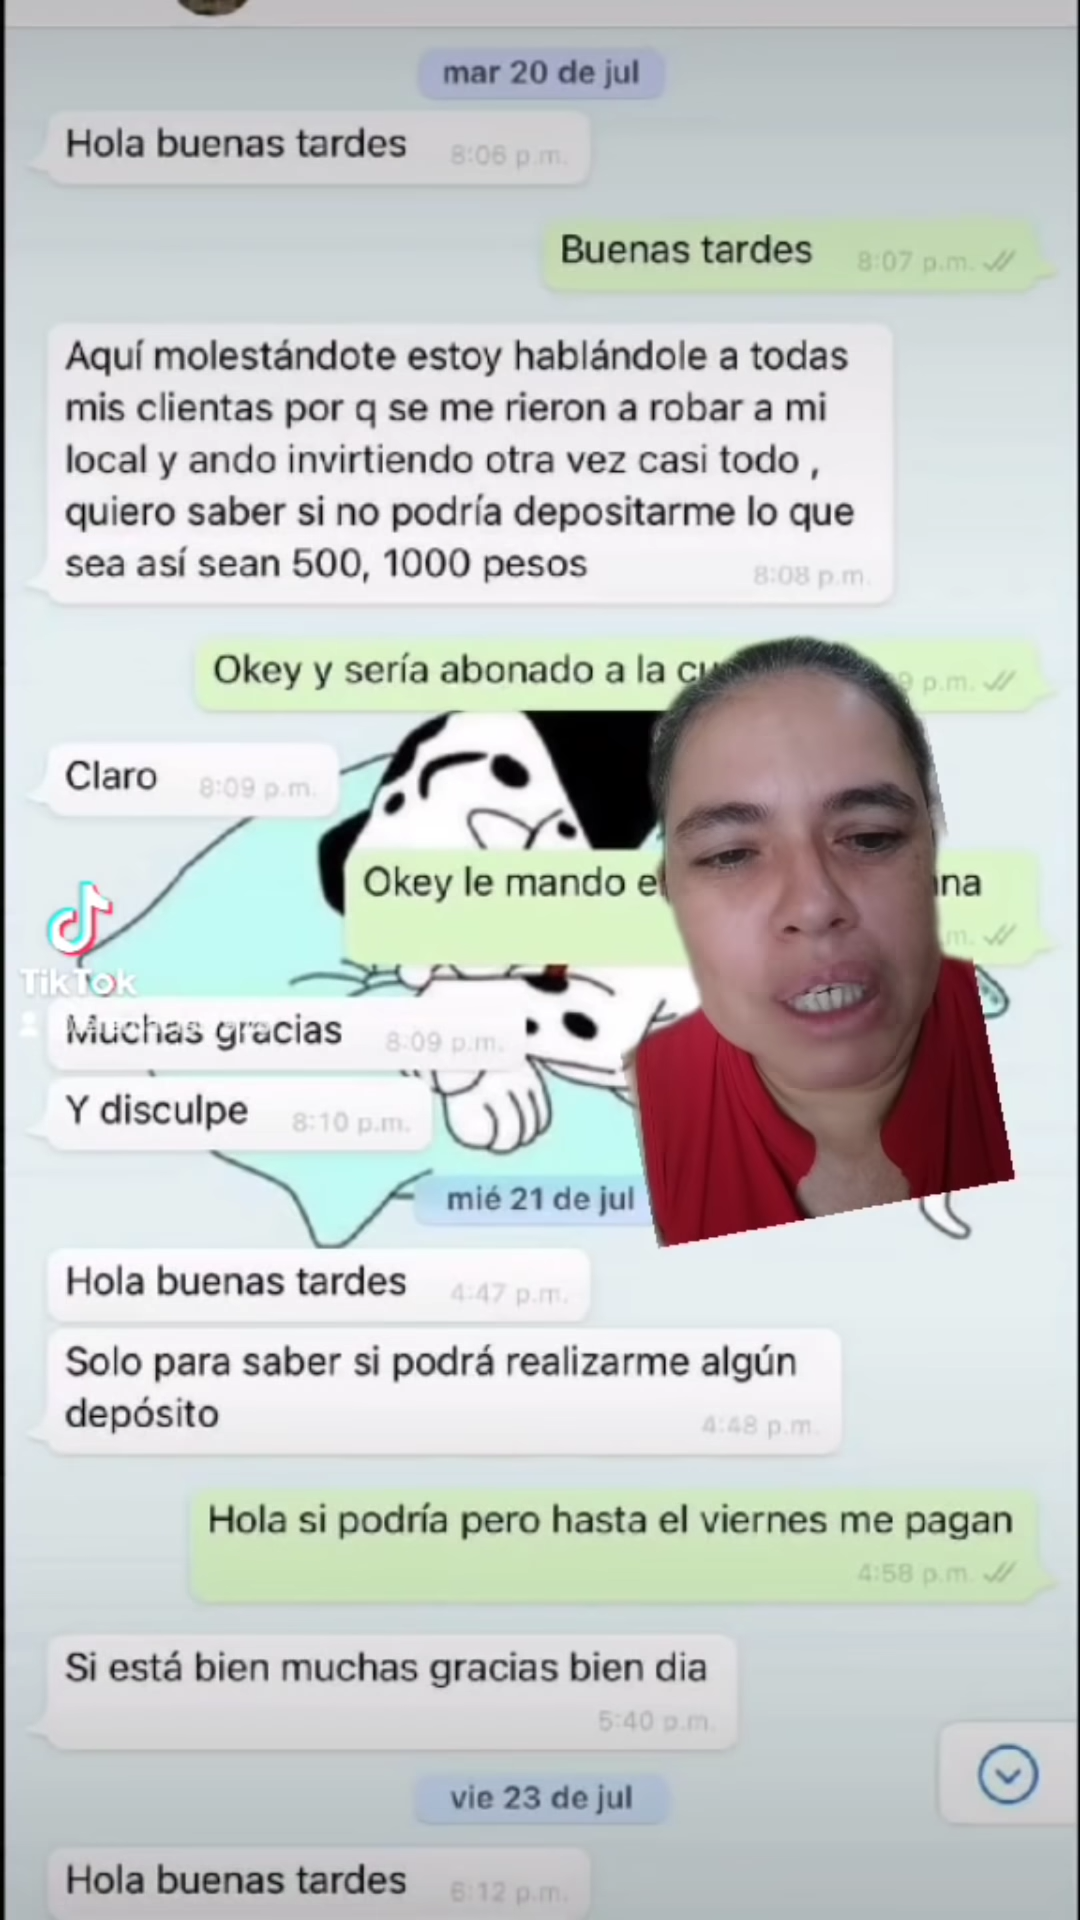 mar 20 de jul
Hola buenas tardes 8:06 p.m.
Buenas tardes 8:07 p.m.
Aquí molestándote estoy hablándole a todas
mis clientas por q se me rieron a robar a mi
local y ando invirtiendo otra vez casi todo ,
quiero saber si no podría depositarme lo que
sea así sean 500, 1000 pesos
8:08 p.m.
Okey y sería abonado a la p.m.
Claro 8:09 p.m.
Okey le mando
TikTok
Muchas gracias 8:09 p.m.
Y disculpe 8:10 p.m.
mié 21 de jul
Hola buenas tardes 4:47 p.m.
Solo para saber si podrá realizarme algún
depósito
4:48 p.m.
Hola si podría pero hasta el viernes me pagan
4:58 p.m.
Si está bien muchas gracias bien dia
5:40 p.m.
vie 23 de jul
Hola buenas tardes 6:12 p.m.